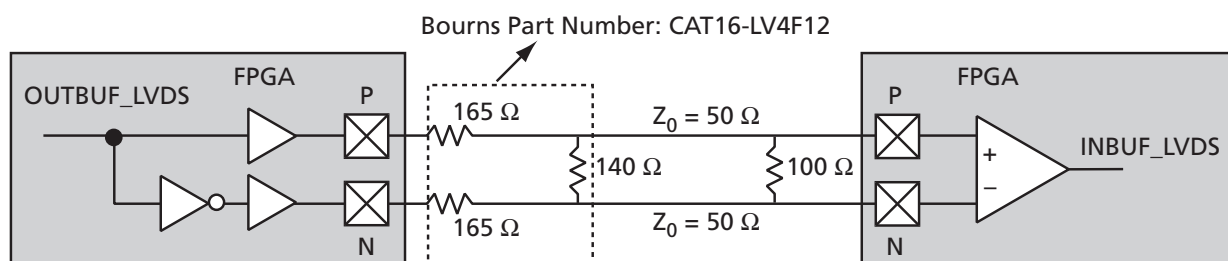 Bourns Part Number: CAT16-LV4F12
FPGA
FPGA
OUTBUF_LVDS
P
165 Ω
Z0 = 50 Ω
P
140 Ω
100 Ω
+
−
INBUF_LVDS
N
165 Ω
Z0 = 50 Ω
N